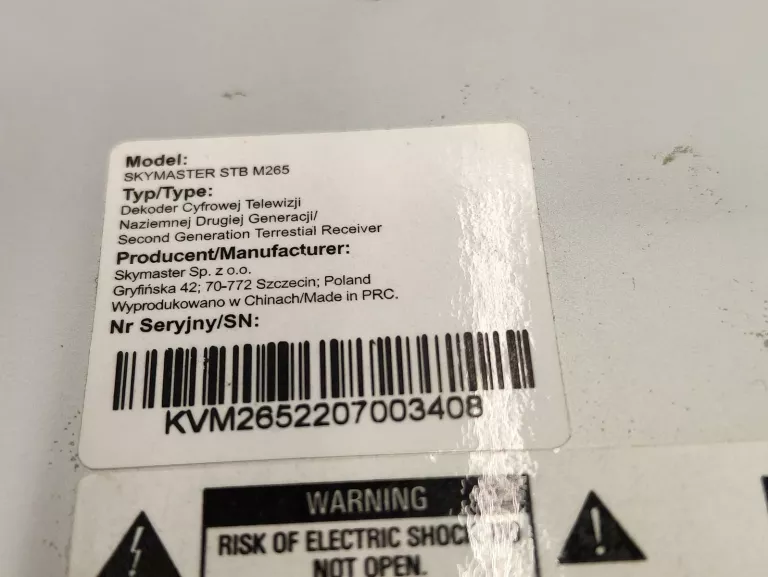 Model:
SKYMASTER STB M265
Typ/Type:
Dekoder Cyfrowej Telewizji
Naziemnej Drugiej Generacji/
Second Generation Terrestial Receiver
Producent/Manufacturer:
Skymaster Sp. z o.o.
Gryfińska 42; 70-772 Szczecin; Poland
Wyprodukowano w Chinach/Made in PRC.
Nr Seryjny/SN:
KVM2652207003408
WARNING
RISK OF ELECTRIC SHOCK DO
NOT OPEN.